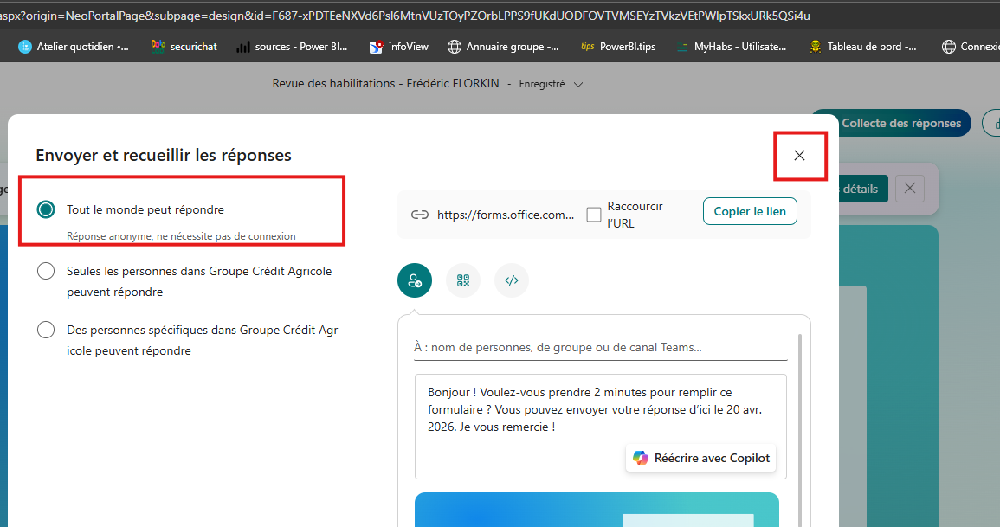 aspx?origin=NeoPortalPage&subpage=design&id=F687-xPDTEeNXVd6PsI6MtnVUzTOyPZOrbLPPS9fUKdUODFOVTVMSEYzTVkzVEtPWlpTSkxURk5QSi4u
Atelier quotidien •... securichat sources - Power BI... infoView Annuaire groupe -... tips PowerBI.tips MyHabs - Utilisate... Tableau de bord -... Connexi
Revue des habilitations - Frédéric FLORKIN - Enregistré
Collecte des réponses
Envoyer et recueillir les réponses
détails
Tout le monde peut répondre
Réponse anonyme, ne nécessite pas de connexion
Seules les personnes dans Groupe Crédit Agricole
peuvent répondre
Des personnes spécifiques dans Groupe Crédit Agr
icole peuvent répondre
https://forms.office.com...
Raccourcir
l'URL
Copier le lien
À : nom de personnes, de groupe ou de canal Teams...
Bonjour ! Voulez-vous prendre 2 minutes pour remplir ce
formulaire ? Vous pouvez envoyer votre réponse d'ici le 20 avr.
2026. Je vous remercie !
Réécrire avec Copilot